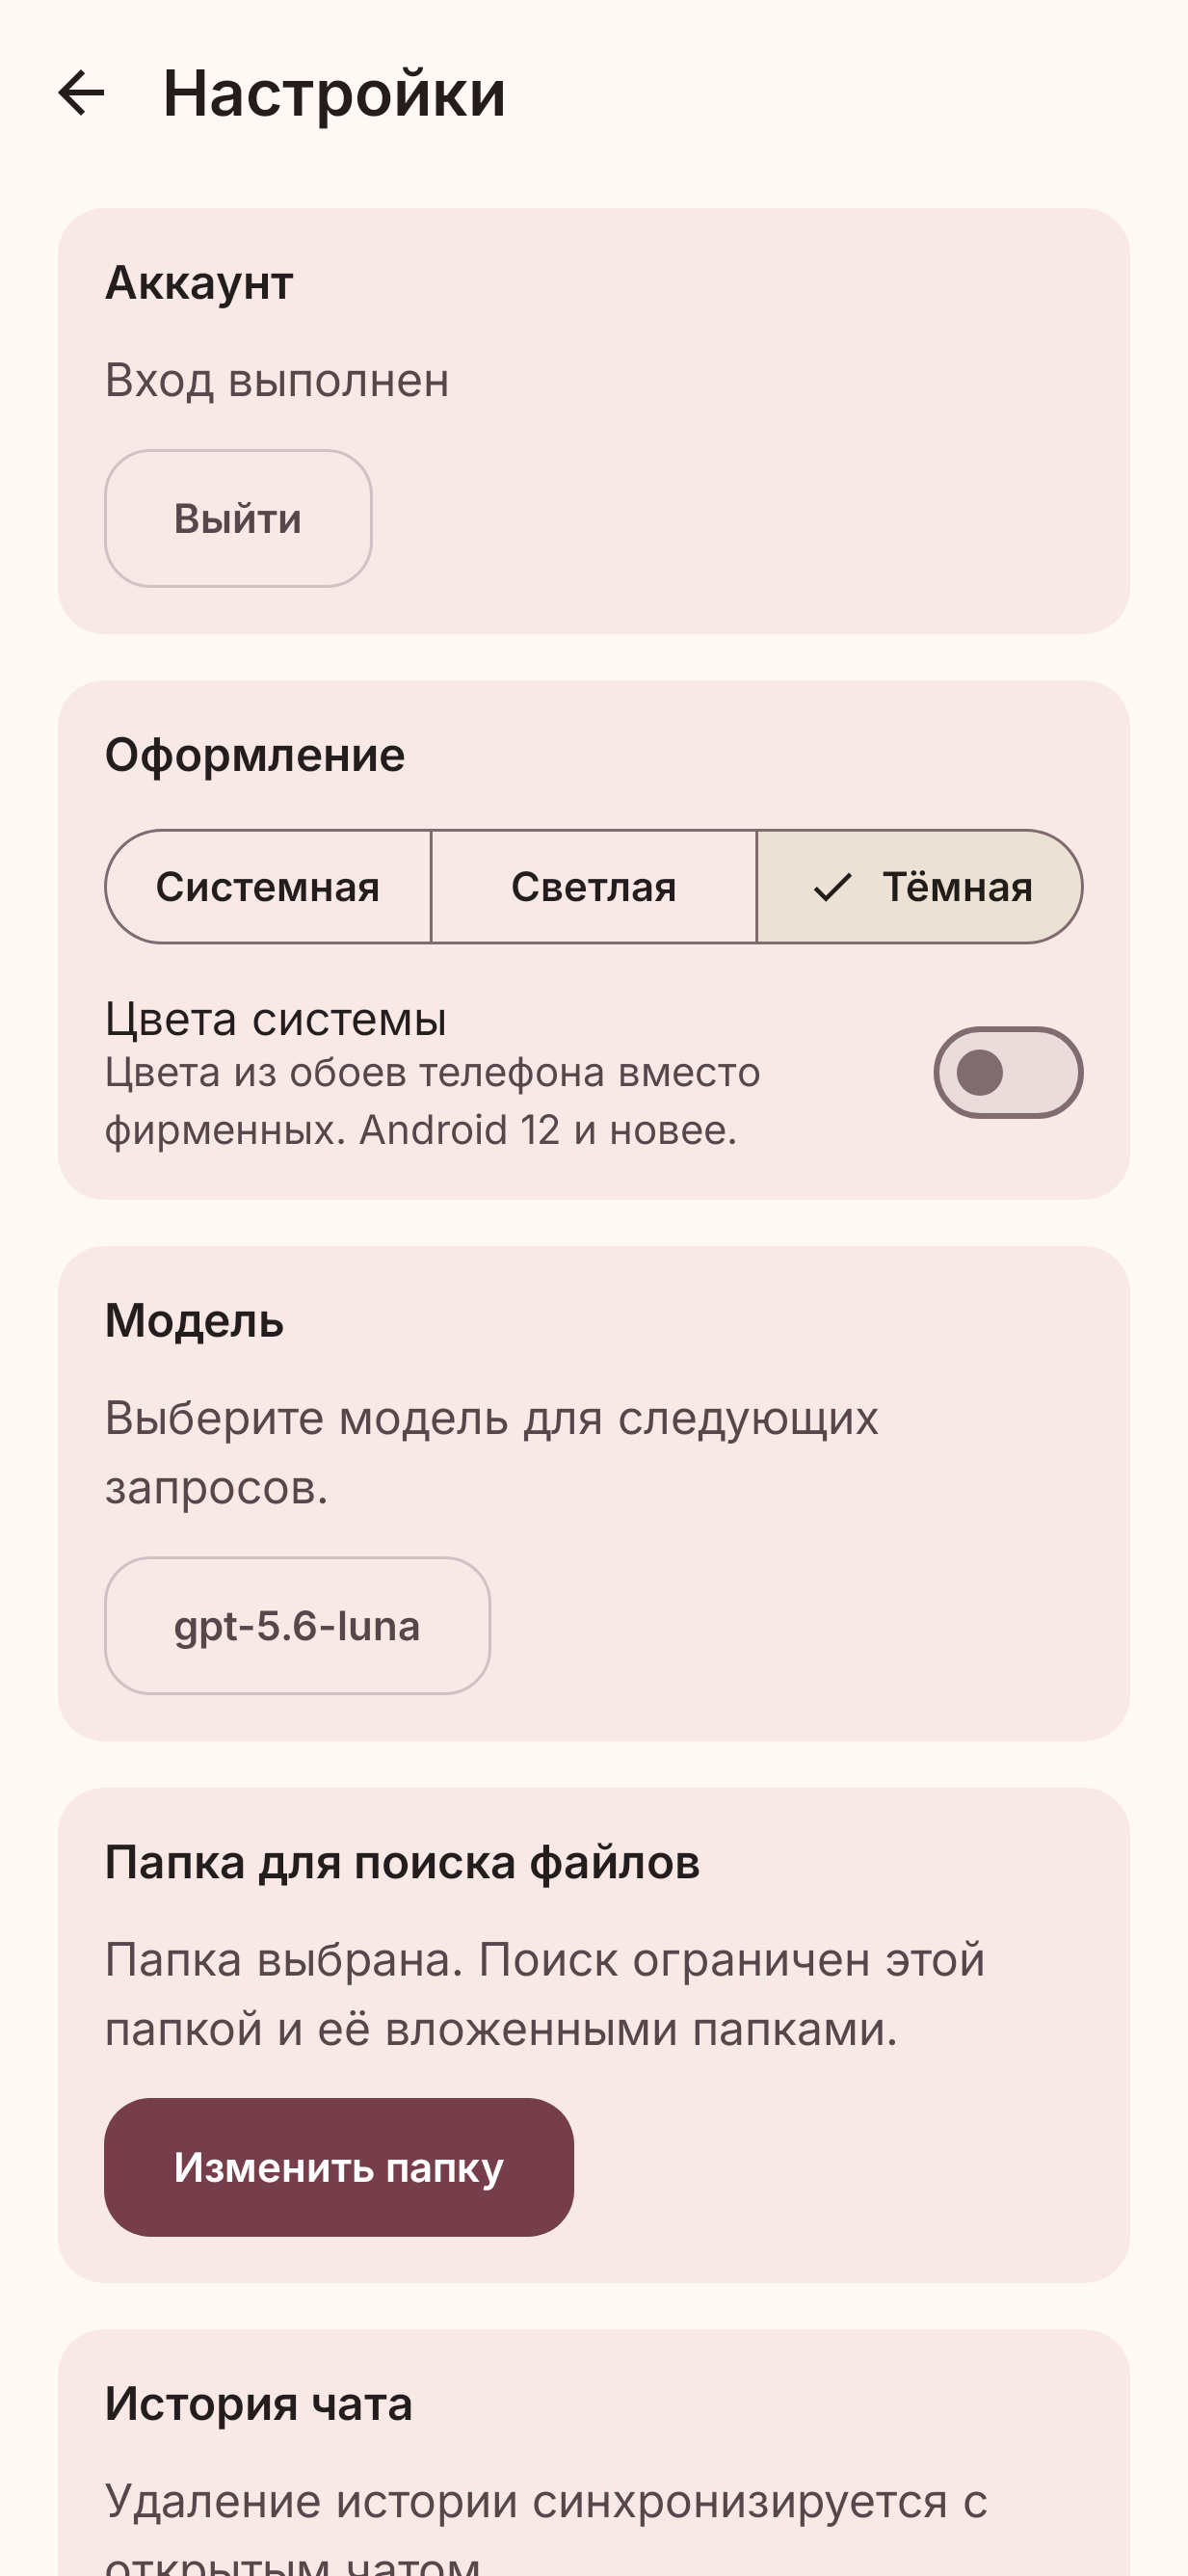 Настройки
Аккаунт
Вход выполнен
Выйти
Оформление
Системная
Светлая
Тёмная
Цвета системы
Цвета из обоев телефона вместо
фирменных. Android 12 и новее.
Модель
Выберите модель для следующих
запросов.
gpt-5.6-luna
Папка для поиска файлов
Папка выбрана. Поиск ограничен этой
папкой и её вложенными папками.
Изменить папку
История чата
Удаление истории синхронизируется с
открытым чатом